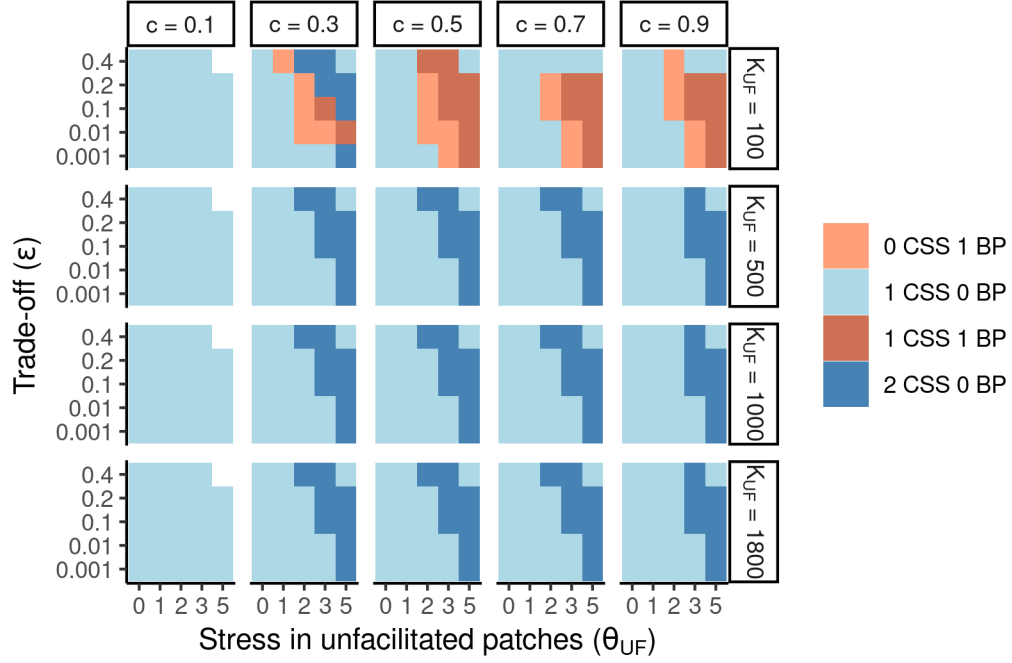 c = 0.1 c = 0.3 c = 0.5 c = 0.7 c = 0.9
0.4
0.2
0.1
0.01
0.001
K_UF = 100
0.4
0.2
0.1
0.01
0.001
K_UF = 500
0.4
0.2
0.1
0.01
0.001
K_UF = 1000
0.4
0.2
0.1
0.01
0.001
K_UF = 1800
Trade-off (ε)
0 1 2 3 5 0 1 2 3 5 0 1 2 3 5 0 1 2 3 5 0 1 2 3 5
Stress in unfacilitated patches (θ_UF)
0 CSS 1 BP
1 CSS 0 BP
1 CSS 1 BP
2 CSS 0 BP